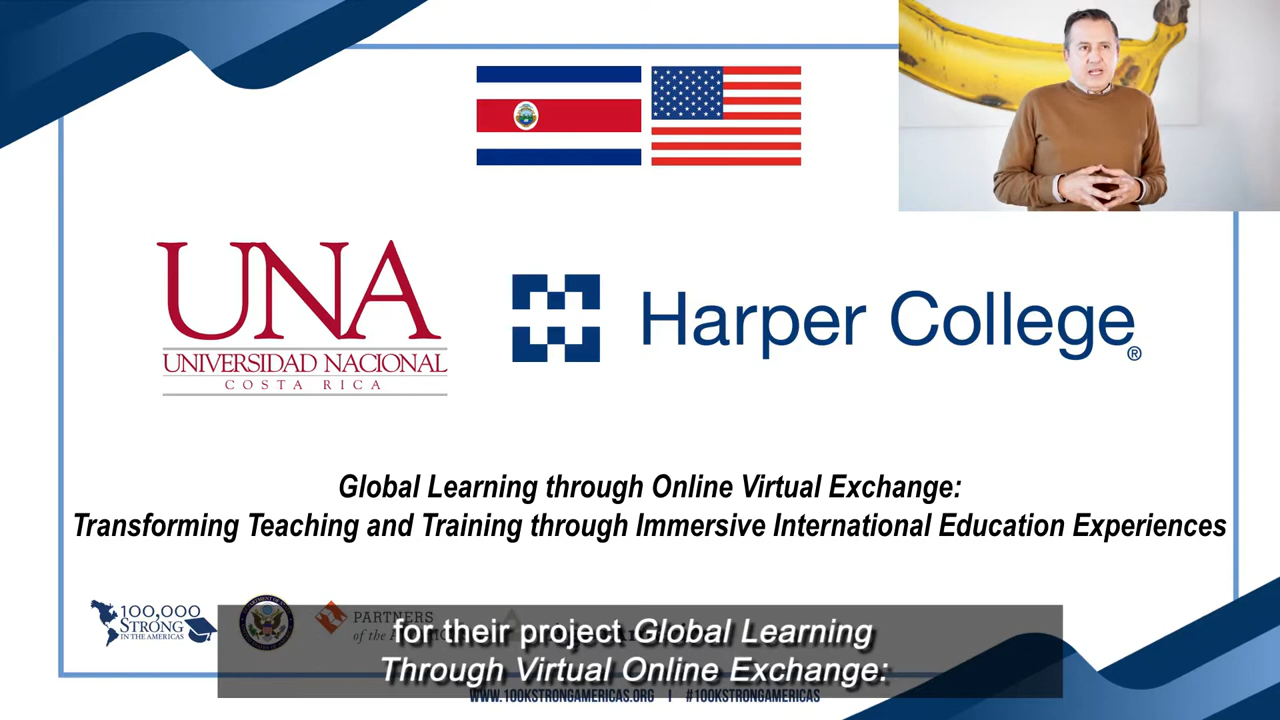 UNA
UNIVERSIDAD NACIONAL
COSTA RICA
Harper College®
Global Learning through Online Virtual Exchange:
Transforming Teaching and Training through Immersive International Education Experiences
100,000
STRONG
IN THE AMERICAS
PARTNERS
of the
for their project Global Learning
Through Virtual Online Exchange:
WWW.100KSTRONGAMERICAS.ORG | #100KSTRONGAMERICAS